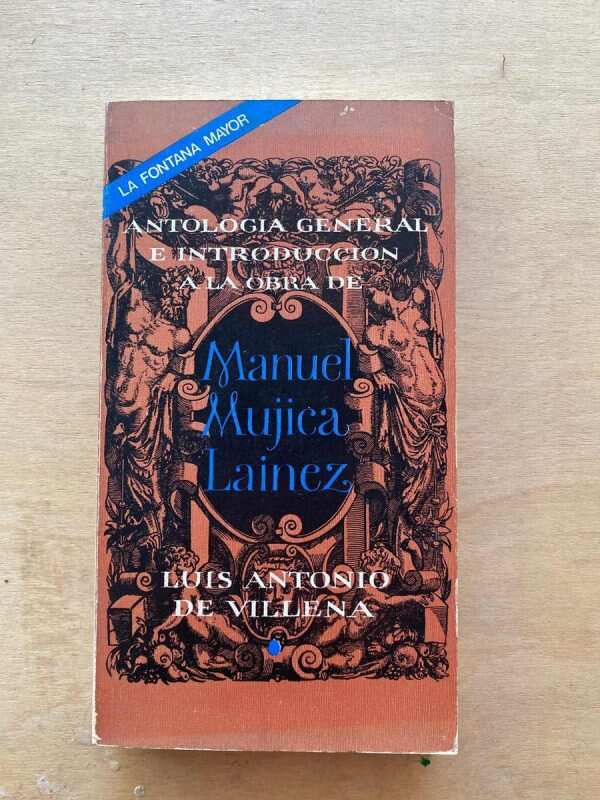 LA FONTANA MAYOR
ANTOLOGIA GENERAL
E INTRODUCCION
A LA OBRA DE
Manuel
Mujica
Lainez
LUIS ANTONIO
DE VILLENA